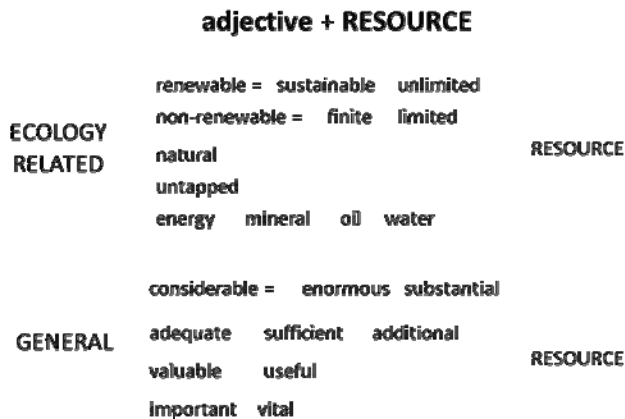 adjective + RESOURCE
renewable = sustainable unlimited
non-renewable = finite limited
ECOLOGY
RELATED
natural
RESOURCE
untapped
energy mineral oil water
considerable = enormous substantial
adequate sufficient additional
GENERAL
valuable useful
RESOURCE
important vital